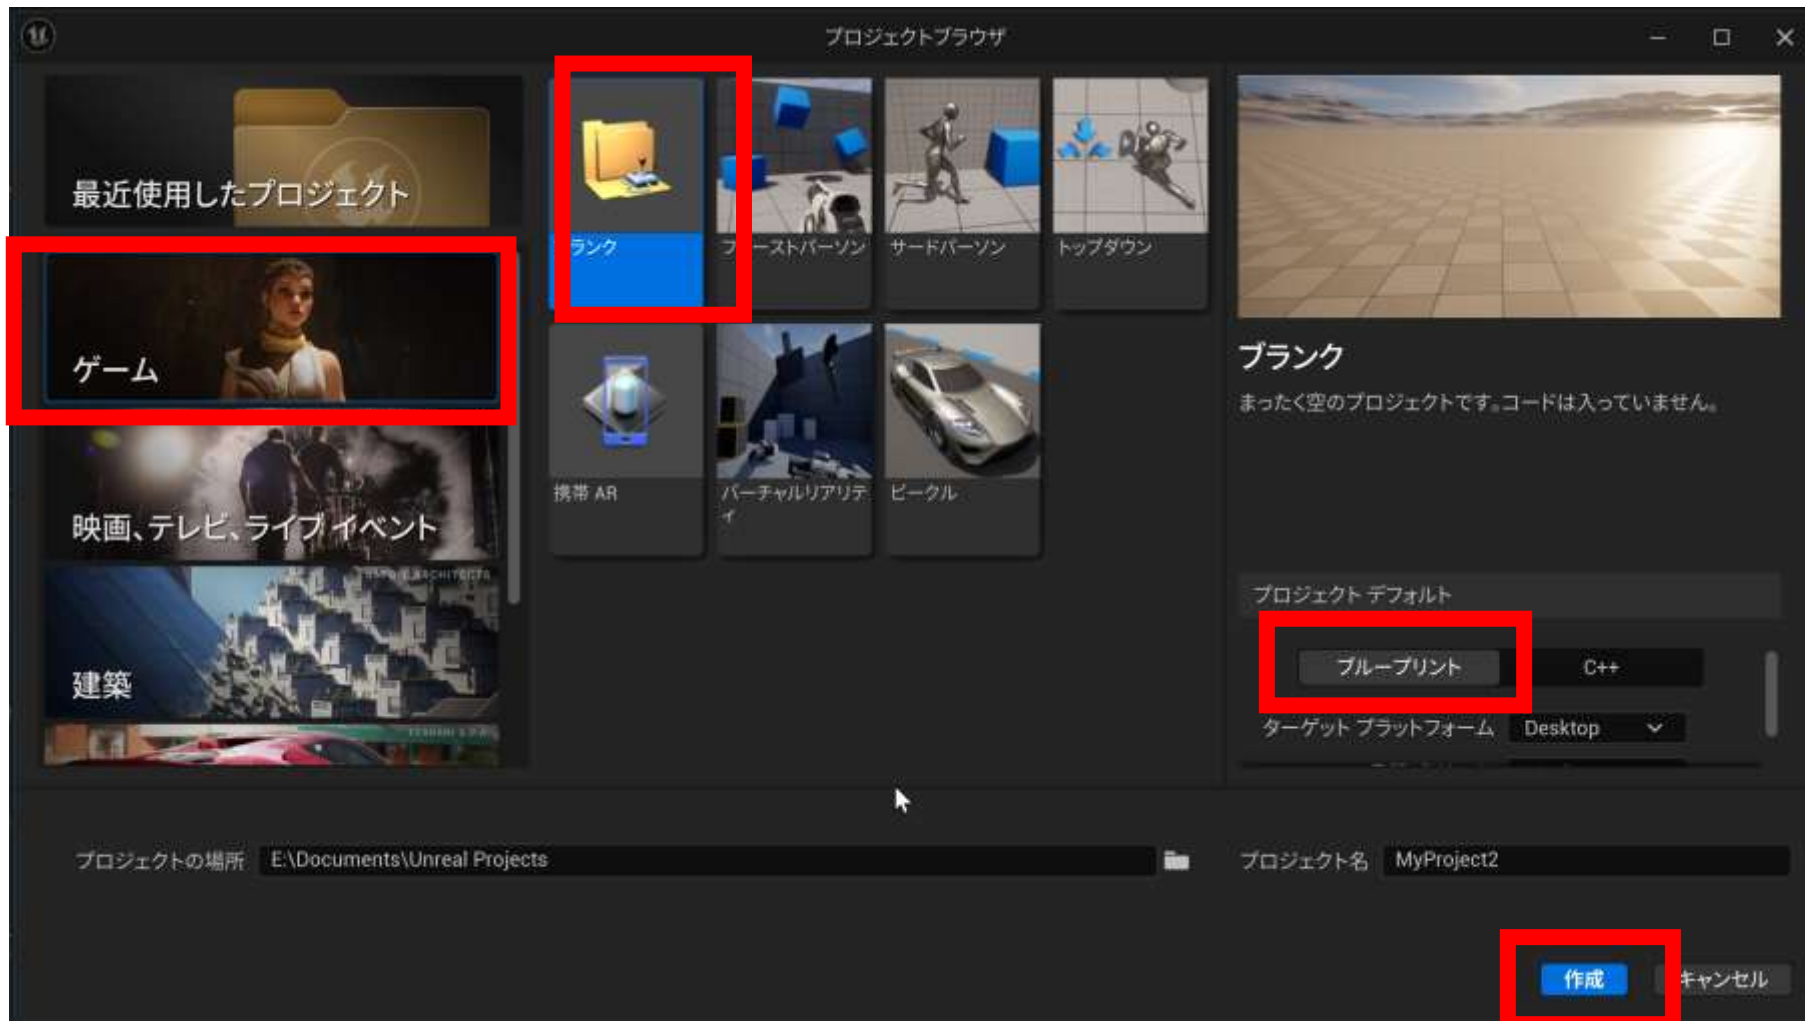 プロジェクトブラウザ
最近使用したプロジェクト
ゲーム
映画、テレビ、ライブ イベント
建築
ランク
ーストパーソン
サードパーソン
トップダウン
携帯 AR
バーチャルリアリテ
ィ
ビークル
ブランク
まったく空のプロジェクトです。コードは入っていません。
プロジェクト デフォルト
ブループリント
C++
ターゲット プラットフォーム
Desktop
プロジェクトの場所
E:\Documents\Unreal Projects
プロジェクト名
MyProject2
作成
キャンセル